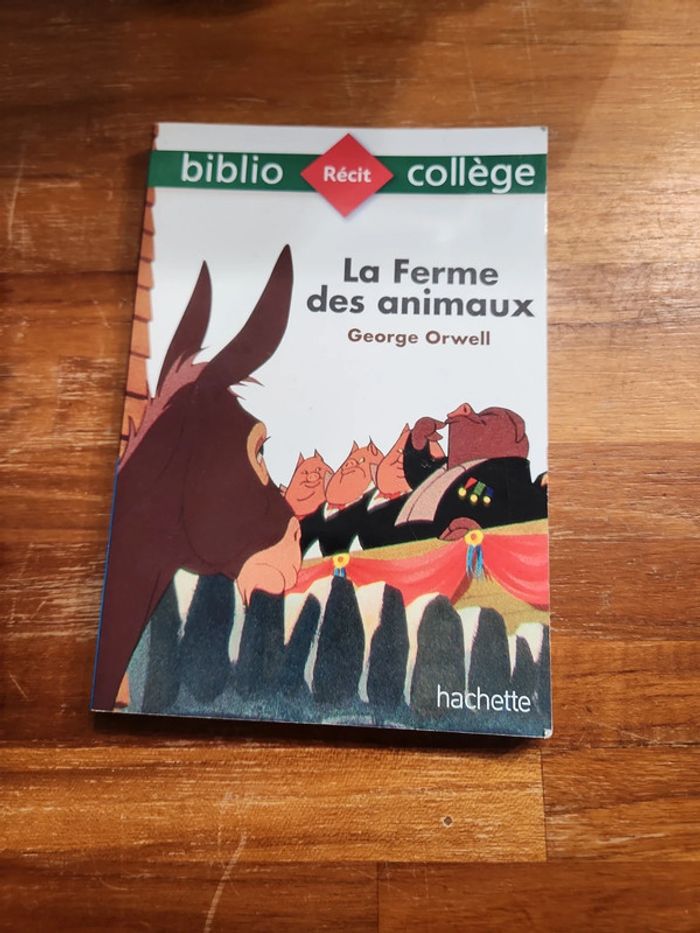 biblio Récit collège
La Ferme
des animaux
George Orwell
hachette